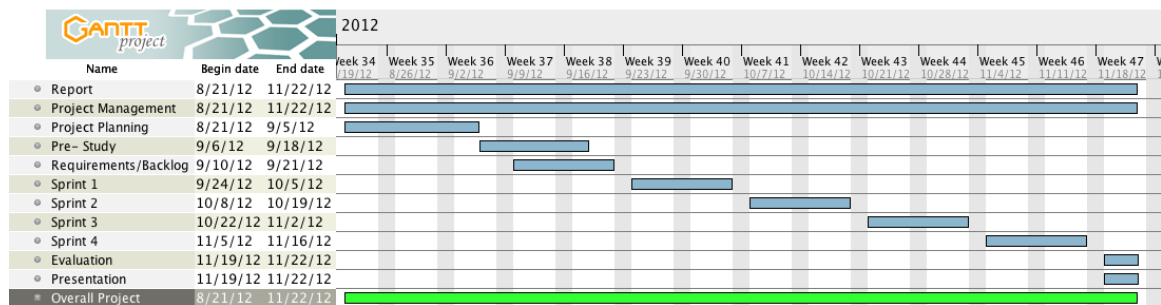 GANTT
project
2012
Name Begin date End date
Week 34 Week 35 Week 36 Week 37 Week 38 Week 39 Week 40 Week 41 Week 42 Week 43 Week 44 Week 45 Week 46 Week 47
/19/12 8/26/12 9/2/12 9/9/12 9/16/12 9/23/12 9/30/12 10/7/12 10/14/12 10/21/12 10/28/12 11/4/12 11/11/12 11/18/12
Report 8/21/12 11/22/12
Project Management 8/21/12 11/22/12
Project Planning 8/21/12 9/5/12
Pre- Study 9/6/12 9/18/12
Requirements/Backlog 9/10/12 9/21/12
Sprint 1 9/24/12 10/5/12
Sprint 2 10/8/12 10/19/12
Sprint 3 10/22/12 11/2/12
Sprint 4 11/5/12 11/16/12
Evaluation 11/19/12 11/22/12
Presentation 11/19/12 11/22/12
Overall Project 8/21/12 11/22/12